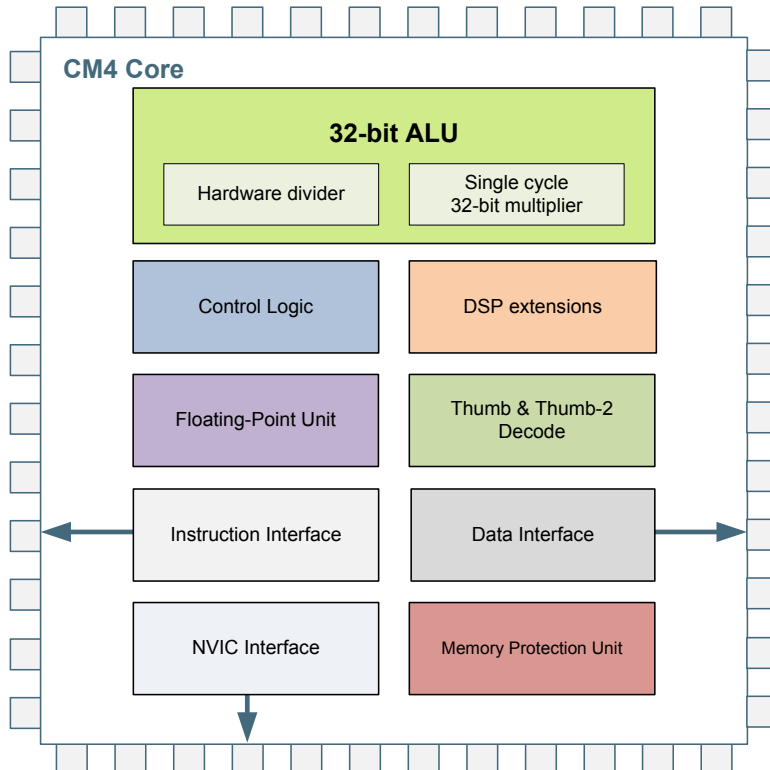 CM4 Core
32-bit ALU
Hardware divider
Single cycle
32-bit multiplier
Control Logic
DSP extensions
Floating-Point Unit
Thumb & Thumb-2
Decode
Instruction Interface
Data Interface
NVIC Interface
Memory Protection Unit